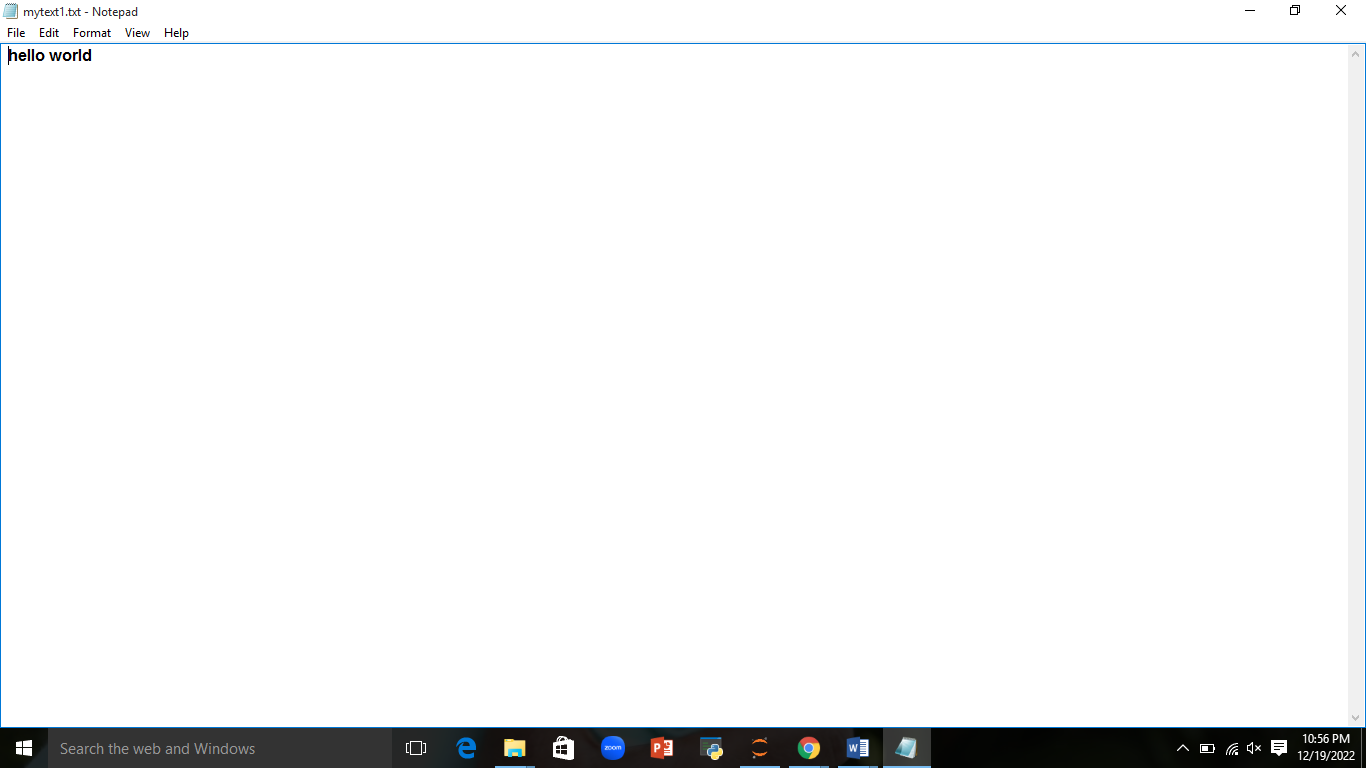 mytext1.txt - Notepad
File Edit Format View Help
hello world
Search the web and Windows
zoom
10:56 PM
12/19/2022